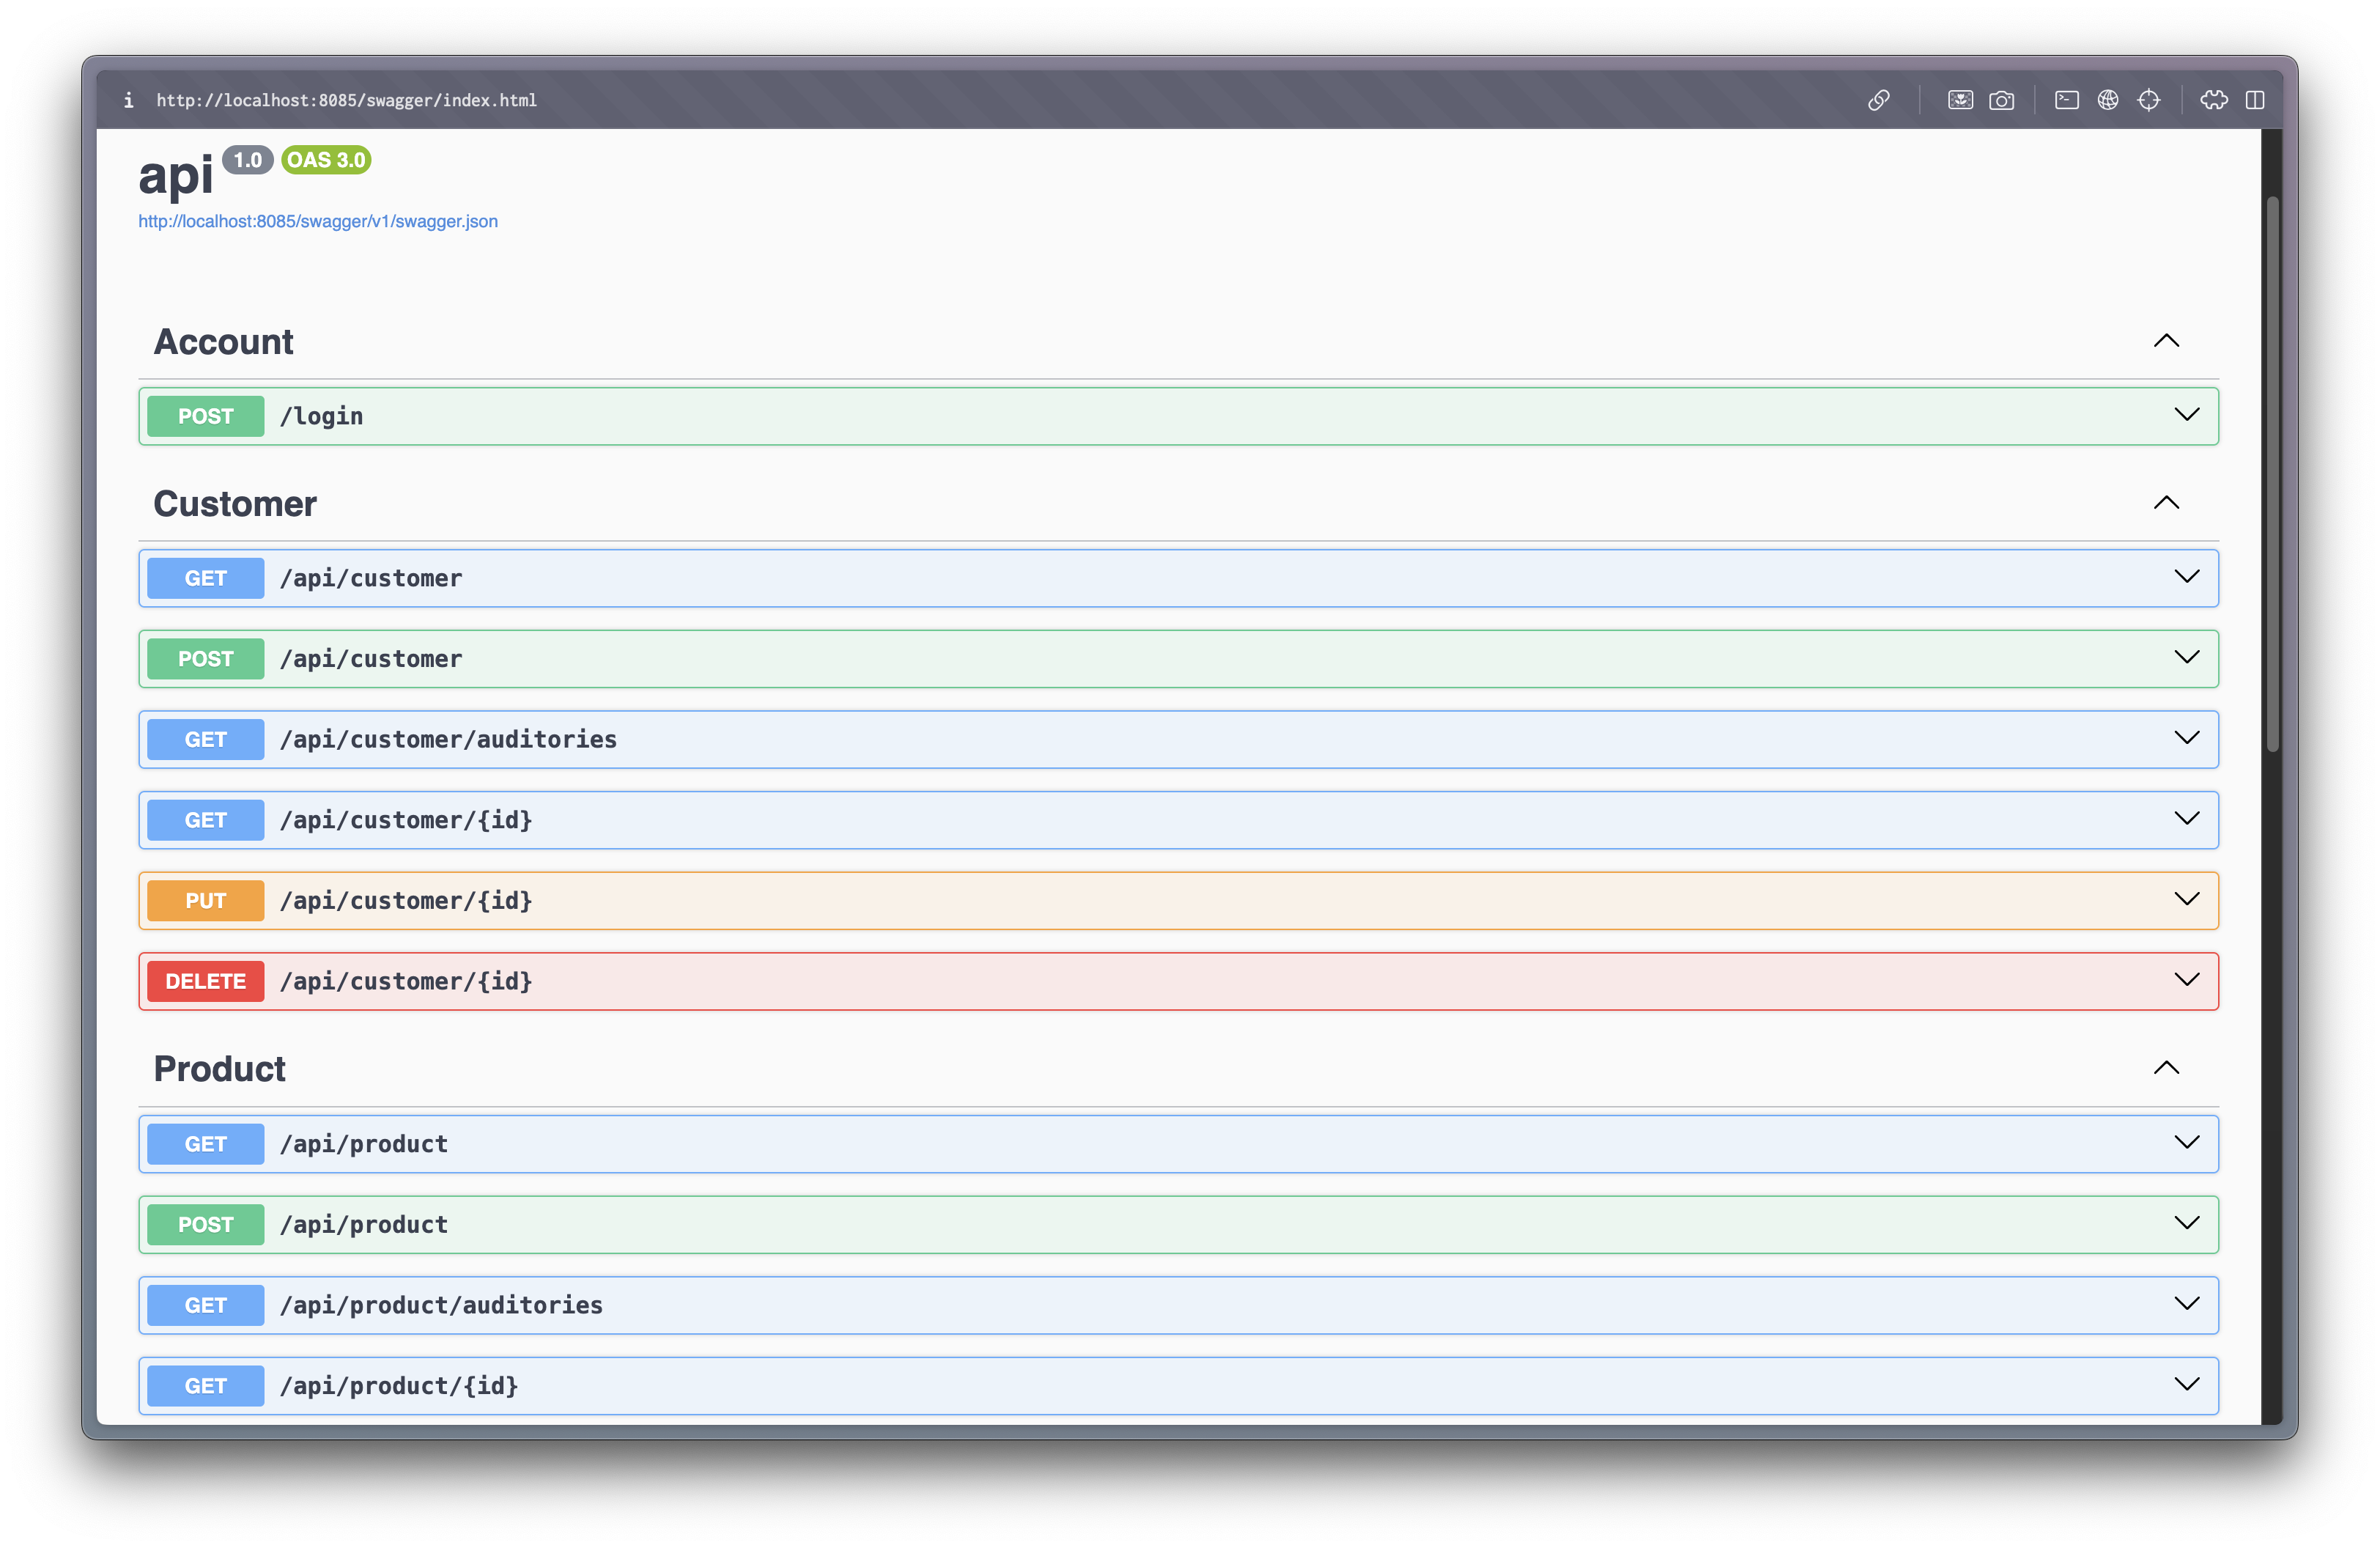 i http://localhost:8085/swagger/index.html
api 1.0 OAS 3.0
http://localhost:8085/swagger/v1/swagger.json
Account
POST /login
Customer
GET /api/customer
POST /api/customer
GET /api/customer/auditories
GET /api/customer/{id}
PUT /api/customer/{id}
DELETE /api/customer/{id}
Product
GET /api/product
POST /api/product
GET /api/product/auditories
GET /api/product/{id}